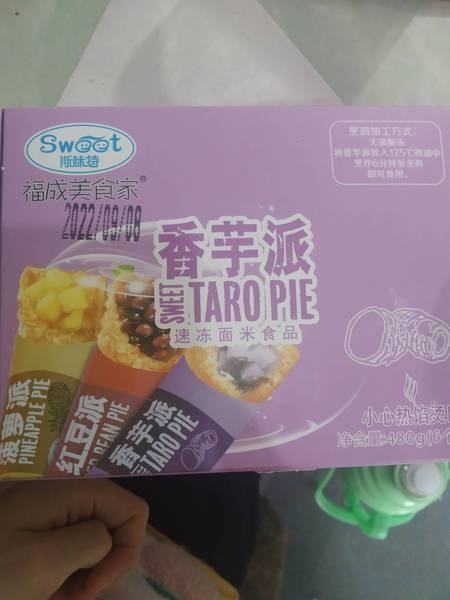 Sweet
斯味特
福成美食家®
2022/09/08
烹调加工方式:
无需解冻
将香芋派放入175℃热油中
烹炸6分钟至全熟
即可食用。
香芋派
SWEET TARO PIE
速冻面米食品
菠萝派
PINEAPPLE PIE
红豆派
RED BEAN PIE
香芋派
TARO PIE
小心热馅烫
净含量:480g(6